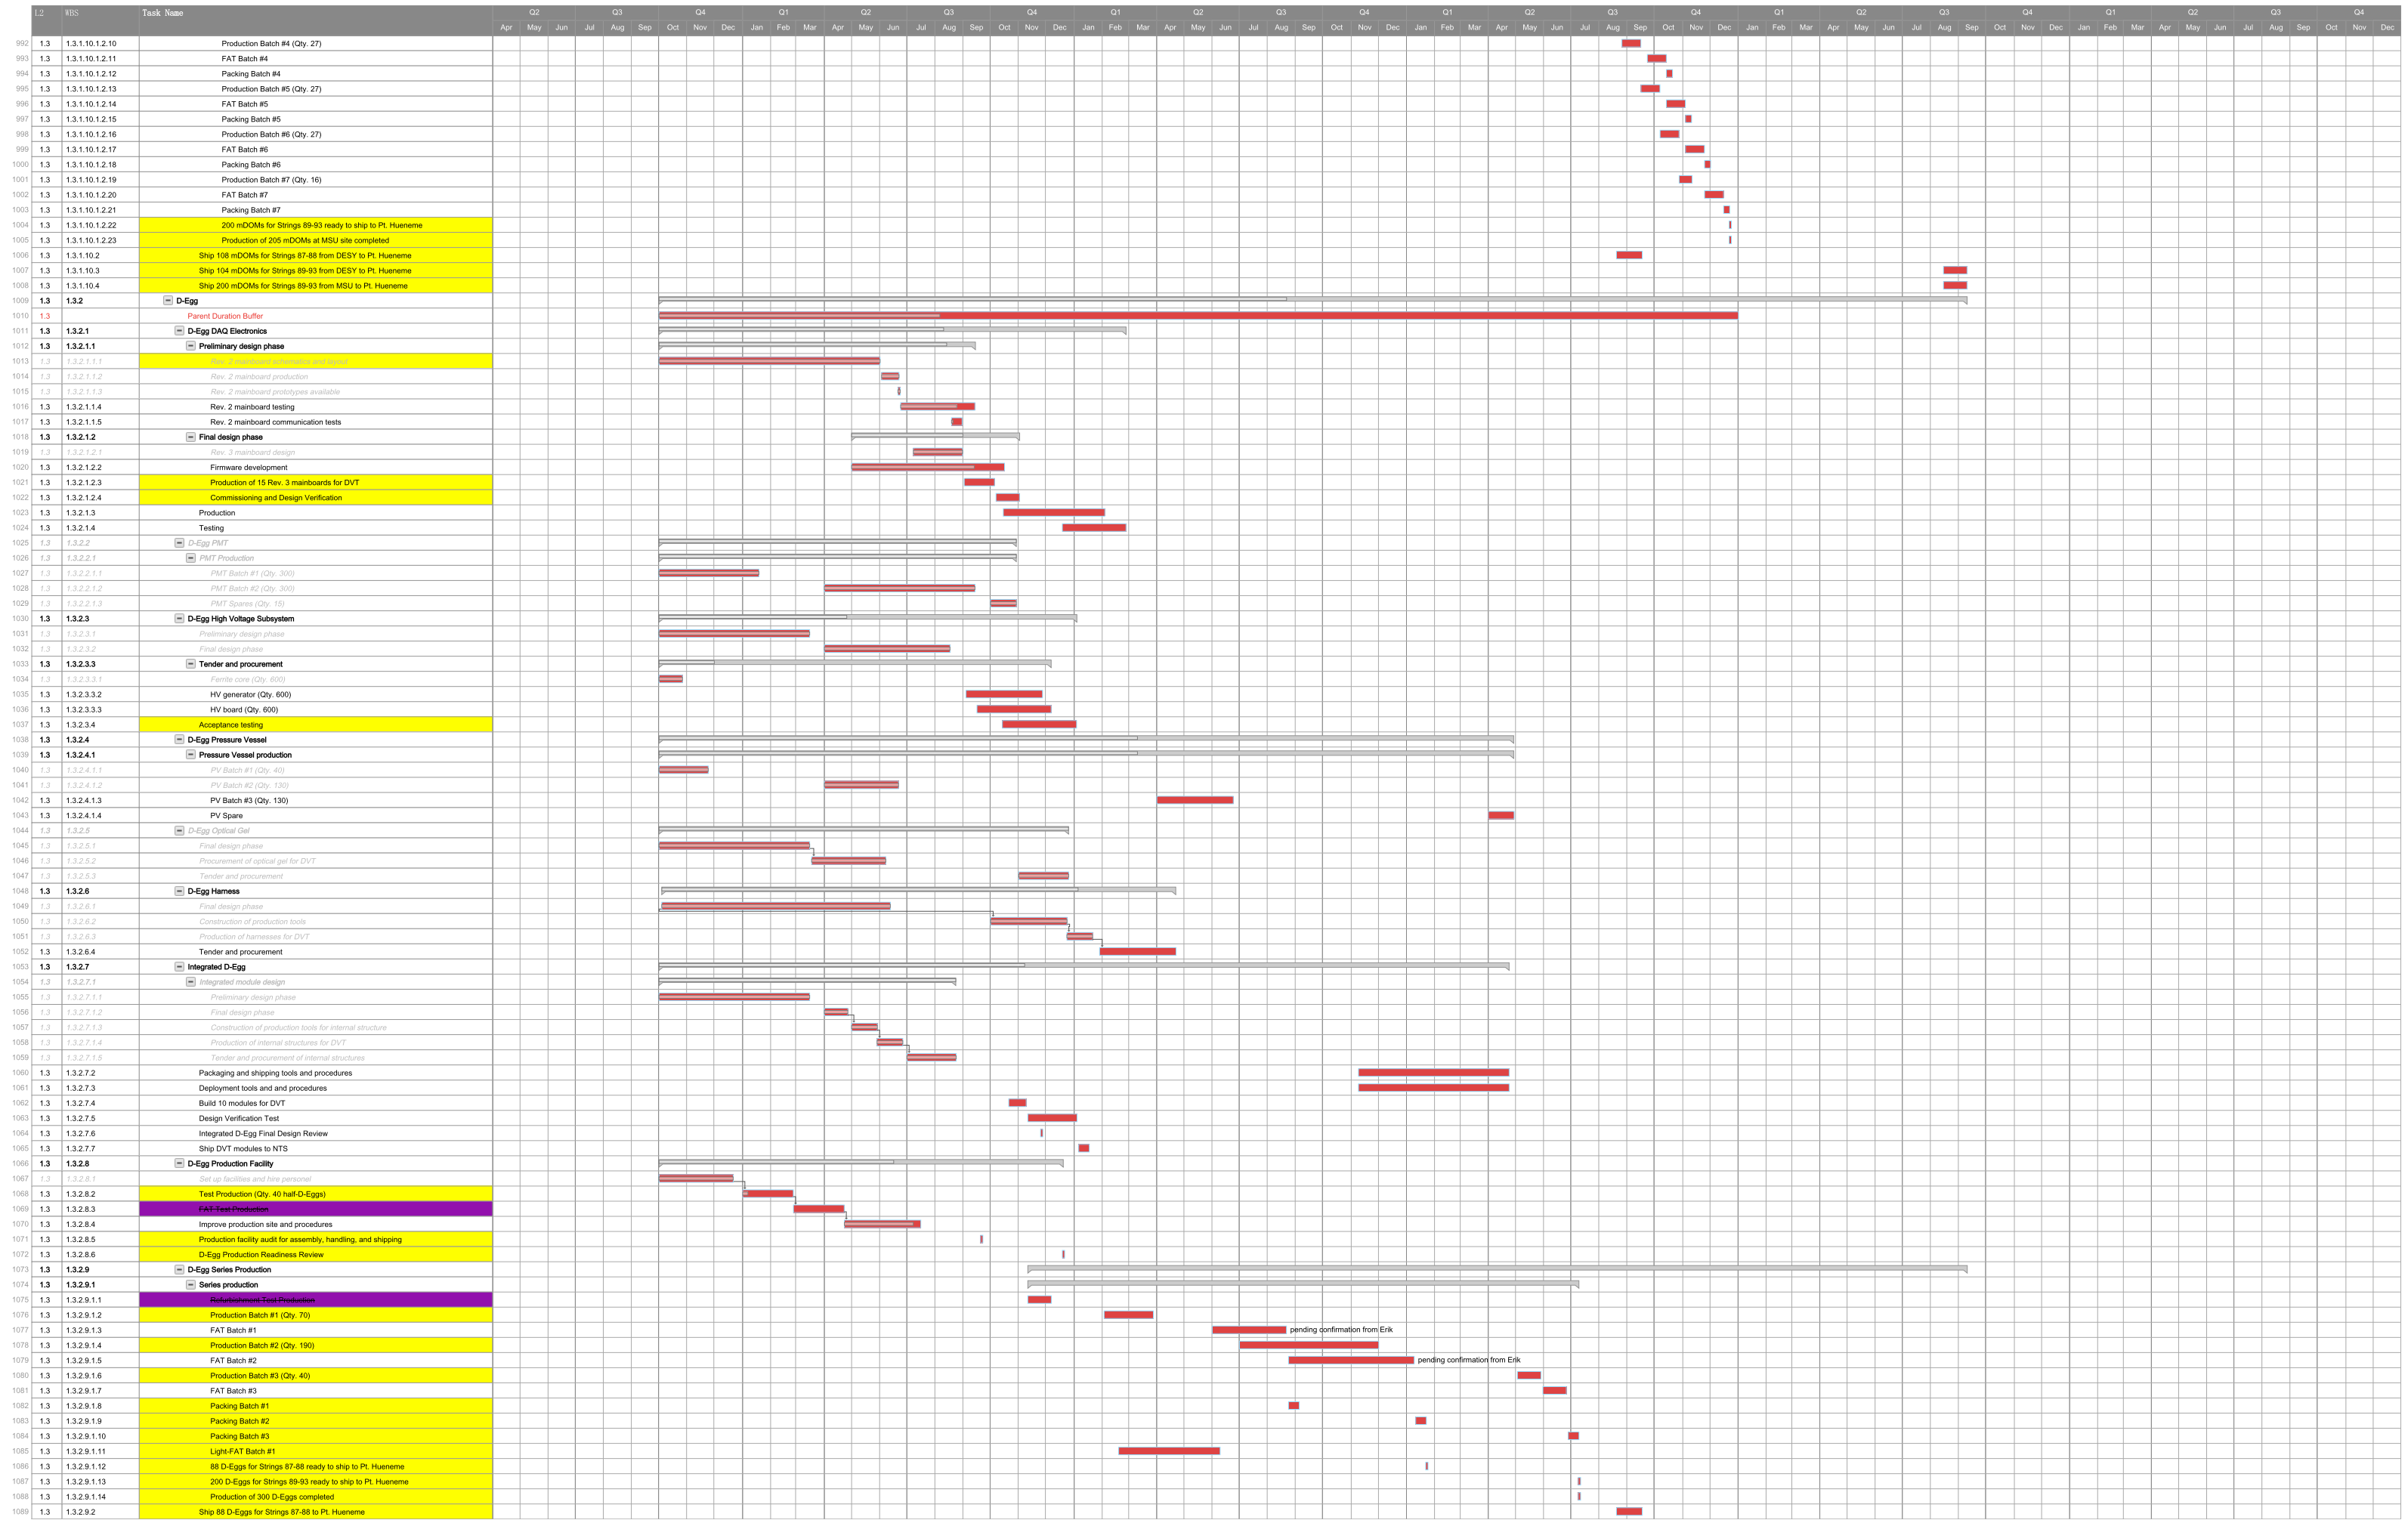 L2 WBS Task Name Q2 Q3 Q4 Q1 Q2 Q3 Q4 Q1 Q2 Q3 Q4 Q1 Q2 Q3 Q4 Q1 Q2 Q3 Q4 Q1 Q2 Q3 Q4
Apr May Jun Jul Aug Sep Oct Nov Dec Jan Feb Mar Apr May Jun Jul Aug Sep Oct Nov Dec Jan Feb Mar Apr May Jun Jul Aug Sep Oct Nov Dec Jan Feb Mar Apr May Jun Jul Aug Sep Oct Nov Dec Jan Feb Mar Apr May Jun Jul Aug Sep Oct Nov Dec Jan Feb Mar Apr May Jun Jul Aug Sep Oct Nov Dec
992 1.3 1.3.1.10.1.2.10 Production Batch #4 (Qty. 27)
993 1.3 1.3.1.10.1.2.11 FAT Batch #4
994 1.3 1.3.1.10.1.2.12 Packing Batch #4
995 1.3 1.3.1.10.1.2.13 Production Batch #5 (Qty. 27)
996 1.3 1.3.1.10.1.2.14 FAT Batch #5
997 1.3 1.3.1.10.1.2.15 Packing Batch #5
998 1.3 1.3.1.10.1.2.16 Production Batch #6 (Qty. 27)
999 1.3 1.3.1.10.1.2.17 FAT Batch #6
1000 1.3 1.3.1.10.1.2.18 Packing Batch #6
1001 1.3 1.3.1.10.1.2.19 Production Batch #7 (Qty. 16)
1002 1.3 1.3.1.10.1.2.20 FAT Batch #7
1003 1.3 1.3.1.10.1.2.21 Packing Batch #7
1004 1.3 1.3.1.10.1.2.22 200 mDOMs for Strings 89-93 ready to ship to Pt. Hueneme
1005 1.3 1.3.1.10.1.2.23 Production of 205 mDOMs at MSU site completed
1006 1.3 1.3.1.10.2 Ship 108 mDOMs for Strings 87-88 from DESY to Pt. Hueneme
1007 1.3 1.3.1.10.3 Ship 104 mDOMs for Strings 89-93 from DESY to Pt. Hueneme
1008 1.3 1.3.1.10.4 Ship 200 mDOMs for Strings 89-93 from MSU to Pt. Hueneme
1009 1.3 1.3.2 D-Egg
1010 1.3 Parent Duration Buffer
1011 1.3 1.3.2.1 D-Egg DAQ Electronics
1012 1.3 1.3.2.1.1 Preliminary design phase
1013 1.3 1.3.2.1.1.1 Rev. 2 mainboard schematics and layout
1014 1.3 1.3.2.1.1.2 Rev. 2 mainboard production
1015 1.3 1.3.2.1.1.3 Rev. 2 mainboard prototypes available
1016 1.3 1.3.2.1.1.4 Rev. 2 mainboard testing
1017 1.3 1.3.2.1.1.5 Rev. 2 mainboard communication tests
1018 1.3 1.3.2.1.2 Final design phase
1019 1.3 1.3.2.1.2.1 Rev. 3 mainboard design
1020 1.3 1.3.2.1.2.2 Firmware development
1021 1.3 1.3.2.1.2.3 Production of 15 Rev. 3 mainboards for DVT
1022 1.3 1.3.2.1.2.4 Commissioning and Design Verification
1023 1.3 1.3.2.1.3 Production
1024 1.3 1.3.2.1.4 Testing
1025 1.3 1.3.2.2 D-Egg PMT
1026 1.3 1.3.2.2.1 PMT Production
1027 1.3 1.3.2.2.1.1 PMT Batch #1 (Qty. 300)
1028 1.3 1.3.2.2.1.2 PMT Batch #2 (Qty. 300)
1029 1.3 1.3.2.2.1.3 PMT Spares (Qty. 15)
1030 1.3 1.3.2.3 D-Egg High Voltage Subsystem
1031 1.3 1.3.2.3.1 Preliminary design phase
1032 1.3 1.3.2.3.2 Final design phase
1033 1.3 1.3.2.3.3 Tender and procurement
1034 1.3 1.3.2.3.3.1 Ferrite core (Qty. 600)
1035 1.3 1.3.2.3.3.2 HV generator (Qty. 600)
1036 1.3 1.3.2.3.3.3 HV board (Qty. 600)
1037 1.3 1.3.2.3.4 Acceptance testing
1038 1.3 1.3.2.4 D-Egg Pressure Vessel
1039 1.3 1.3.2.4.1 Pressure Vessel production
1040 1.3 1.3.2.4.1.1 PV Batch #1 (Qty. 40)
1041 1.3 1.3.2.4.1.2 PV Batch #2 (Qty. 130)
1042 1.3 1.3.2.4.1.3 PV Batch #3 (Qty. 130)
1043 1.3 1.3.2.4.1.4 PV Spare
1044 1.3 1.3.2.5 D-Egg Optical Gel
1045 1.3 1.3.2.5.1 Final design phase
1046 1.3 1.3.2.5.2 Procurement of optical gel for DVT
1047 1.3 1.3.2.5.3 Tender and procurement
1048 1.3 1.3.2.6 D-Egg Harness
1049 1.3 1.3.2.6.1 Final design phase
1050 1.3 1.3.2.6.2 Construction of production tools
1051 1.3 1.3.2.6.3 Production of harnesses for DVT
1052 1.3 1.3.2.6.4 Tender and procurement
1053 1.3 1.3.2.7 Integrated D-Egg
1054 1.3 1.3.2.7.1 Integrated module design
1055 1.3 1.3.2.7.1.1 Preliminary design phase
1056 1.3 1.3.2.7.1.2 Final design phase
1057 1.3 1.3.2.7.1.3 Construction of production tools for internal structure
1058 1.3 1.3.2.7.1.4 Production of internal structures for DVT
1059 1.3 1.3.2.7.1.5 Tender and procurement of internal structures
1060 1.3 1.3.2.7.2 Packaging and shipping tools and procedures
1061 1.3 1.3.2.7.3 Deployment tools and and procedures
1062 1.3 1.3.2.7.4 Build 10 modules for DVT
1063 1.3 1.3.2.7.5 Design Verification Test
1064 1.3 1.3.2.7.6 Integrated D-Egg Final Design Review
1065 1.3 1.3.2.7.7 Ship DVT modules to NTS
1066 1.3 1.3.2.8 D-Egg Production Facility
1067 1.3 1.3.2.8.1 Set up facilities and hire personel
1068 1.3 1.3.2.8.2 Test Production (Qty. 40 half-D-Eggs)
1069 1.3 1.3.2.8.3 FAT Test Production
1070 1.3 1.3.2.8.4 Improve production site and procedures
1071 1.3 1.3.2.8.5 Production facility audit for assembly, handling, and shipping
1072 1.3 1.3.2.8.6 D-Egg Production Readiness Review
1073 1.3 1.3.2.9 D-Egg Series Production
1074 1.3 1.3.2.9.1 Series production
1075 1.3 1.3.2.9.1.1 Refurbishment Test Production
1076 1.3 1.3.2.9.1.2 Production Batch #1 (Qty. 70)
1077 1.3 1.3.2.9.1.3 FAT Batch #1 pending confirmation from Erik
1078 1.3 1.3.2.9.1.4 Production Batch #2 (Qty. 190)
1079 1.3 1.3.2.9.1.5 FAT Batch #2 pending confirmation from Erik
1080 1.3 1.3.2.9.1.6 Production Batch #3 (Qty. 40)
1081 1.3 1.3.2.9.1.7 FAT Batch #3
1082 1.3 1.3.2.9.1.8 Packing Batch #1
1083 1.3 1.3.2.9.1.9 Packing Batch #2
1084 1.3 1.3.2.9.1.10 Packing Batch #3
1085 1.3 1.3.2.9.1.11 Light-FAT Batch #1
1086 1.3 1.3.2.9.1.12 88 D-Eggs for Strings 87-88 ready to ship to Pt. Hueneme
1087 1.3 1.3.2.9.1.13 200 D-Eggs for Strings 89-93 ready to ship to Pt. Hueneme
1088 1.3 1.3.2.9.1.14 Production of 300 D-Eggs completed
1089 1.3 1.3.2.9.2 Ship 88 D-Eggs for Strings 87-88 to Pt. Hueneme